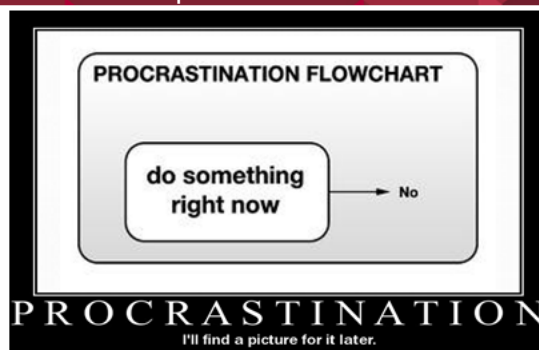 PROCRASTINATION FLOWCHART
do something
right now
No
PROCRASTINATION
I'll find a picture for it later.